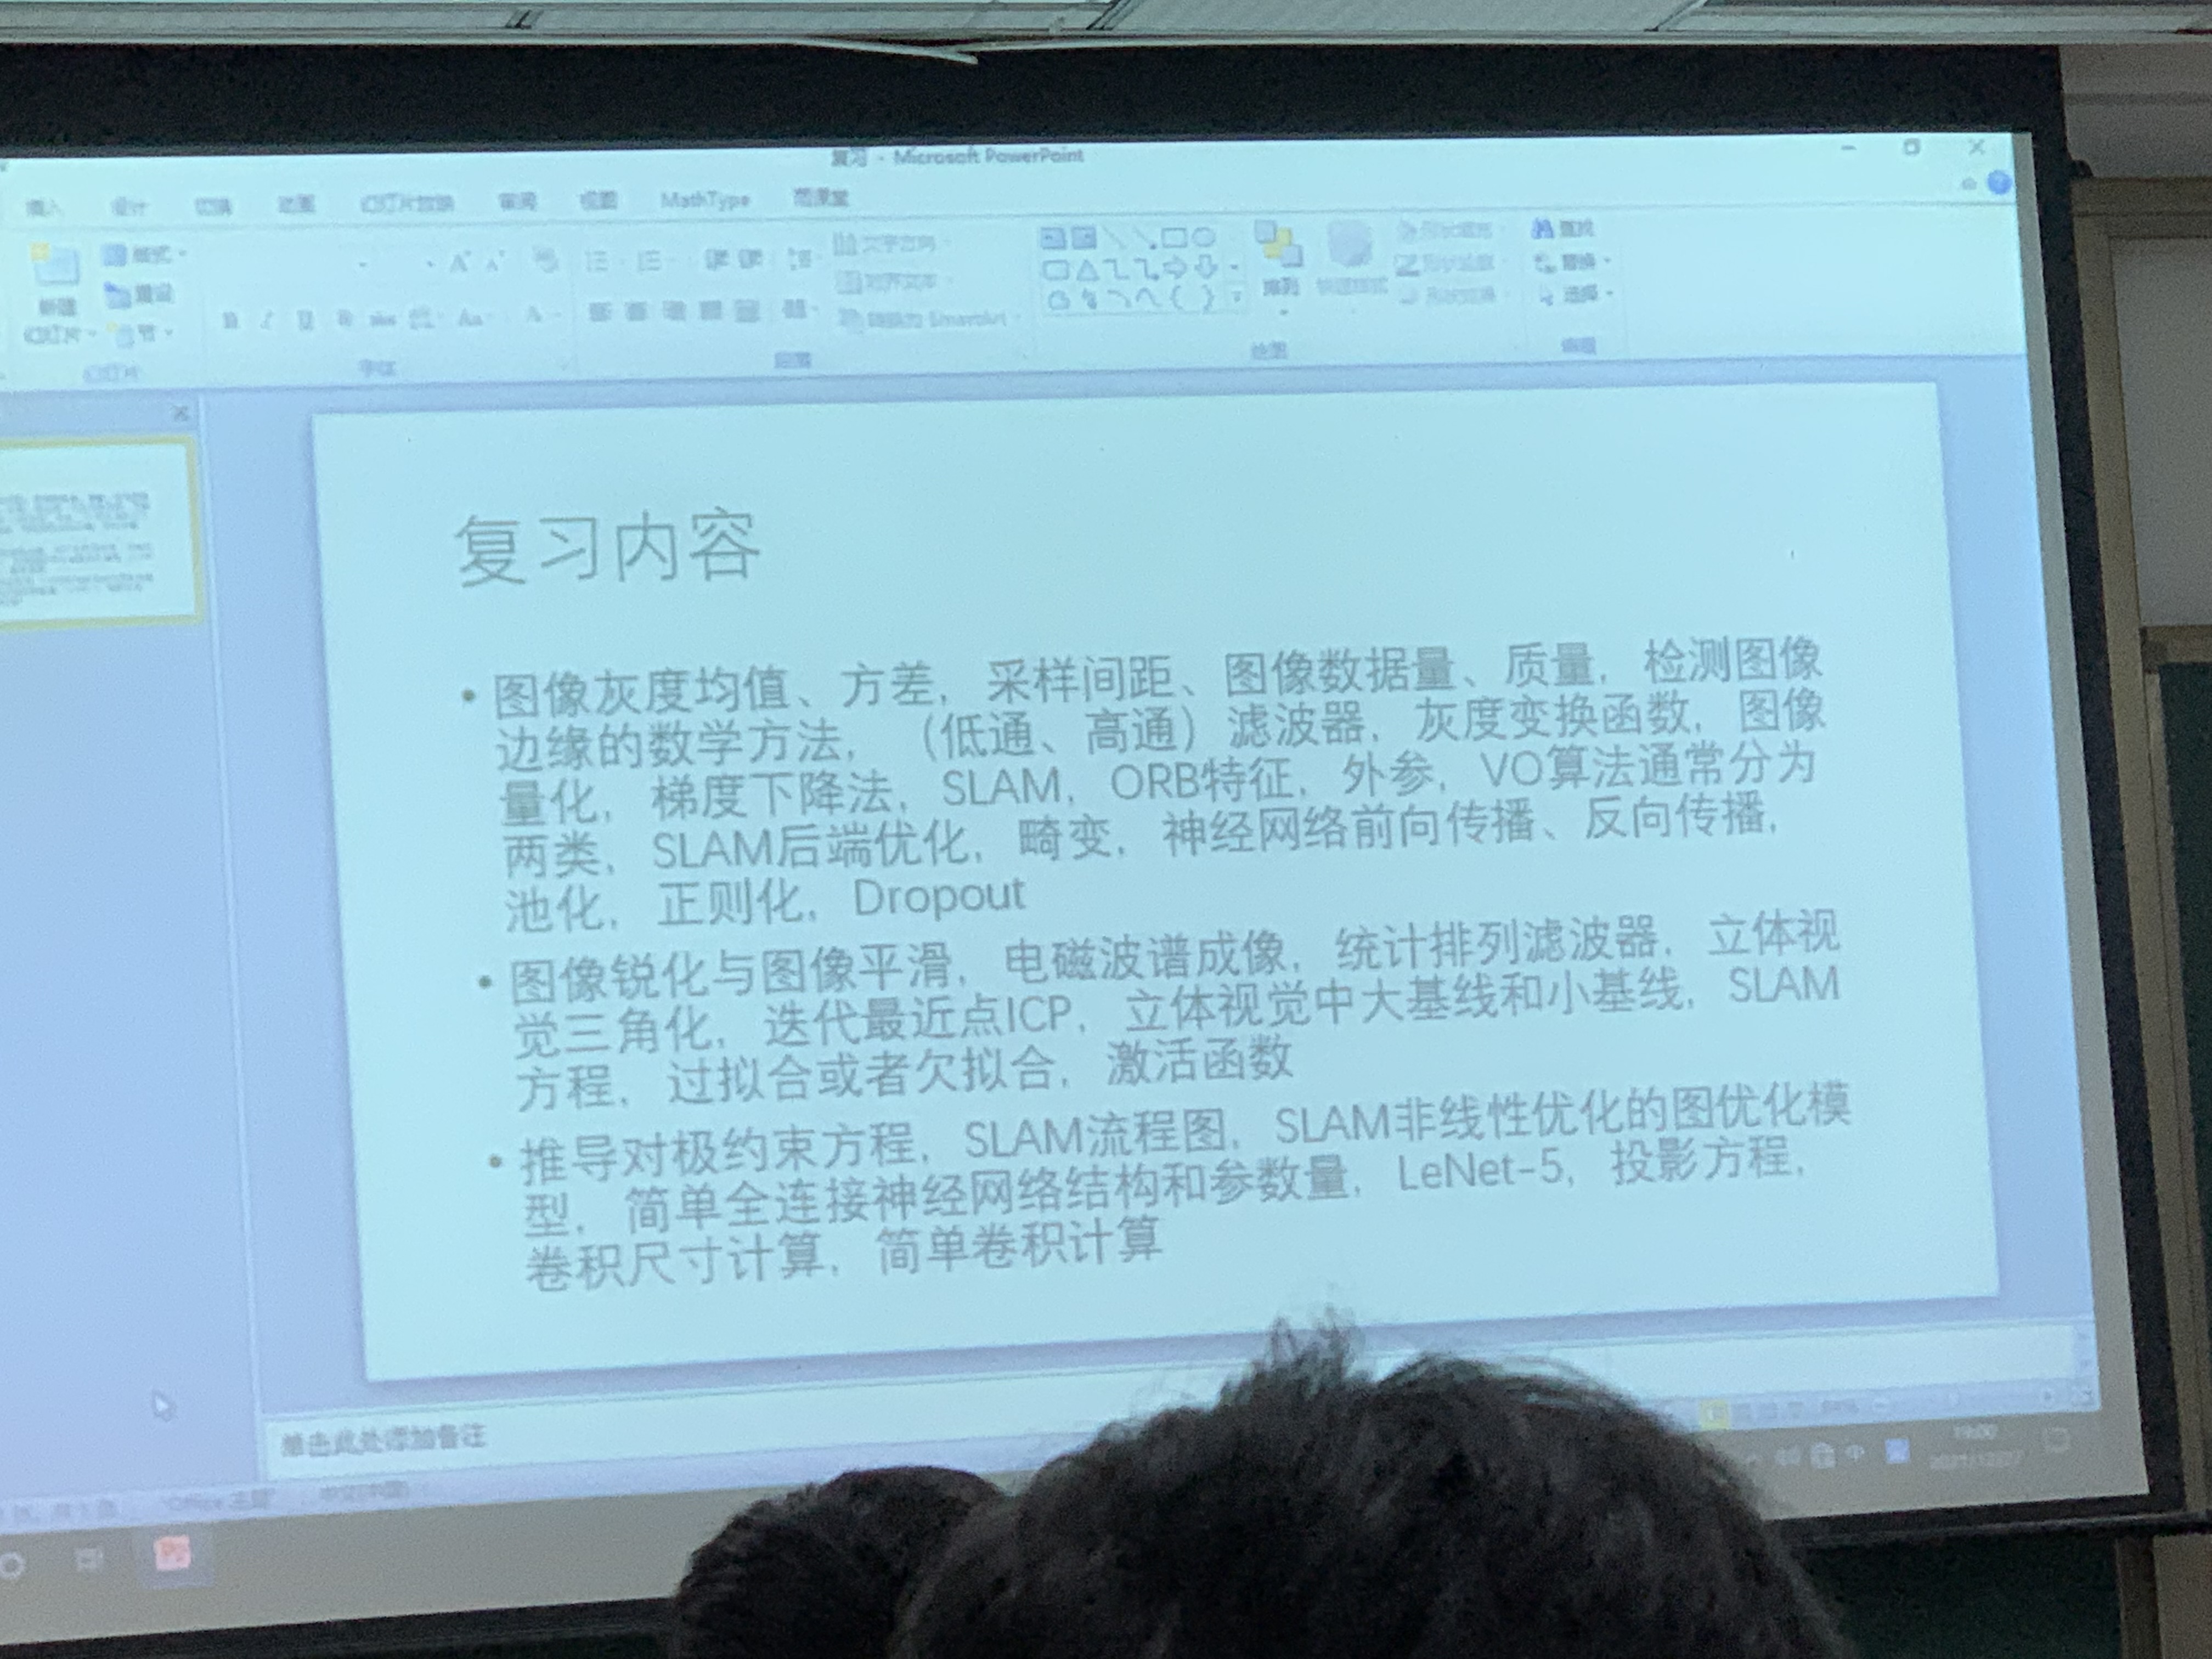 复习 - Microsoft PowerPoint
插入 设计 切换 动画 幻灯片放映 审阅 视图 MathType 雨课堂
版式
文字方向
查找
新建
重设
对齐文本
替换
幻灯片
节
转换为 SmartArt
排列
快速样式
选择
幻灯片
字体
段落
绘图
编辑
复习内容
• 图像灰度均值、方差，采样间距、图像数据量、质量，检测图像
边缘的数学方法，（低通、高通）滤波器，灰度变换函数，图像
量化，梯度下降法，SLAM，ORB特征，外参，VO算法通常分为
两类，SLAM后端优化，畸变，神经网络前向传播、反向传播，
池化，正则化，Dropout
• 图像锐化与图像平滑，电磁波谱成像，统计排列滤波器，立体视
觉三角化，迭代最近点ICP，立体视觉中大基线和小基线，SLAM
方程，过拟合或者欠拟合，激活函数
• 推导对极约束方程，SLAM流程图，SLAM非线性优化的图优化模
型，简单全连接神经网络结构和参数量，LeNet-5，投影方程，
卷积尺寸计算，简单卷积计算
单击此处添加备注
19:00